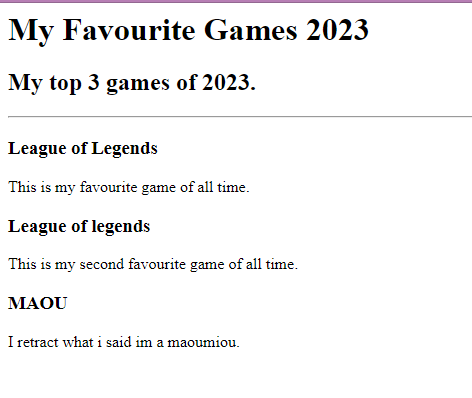 My Favourite Games 2023
My top 3 games of 2023.
League of Legends
This is my favourite game of all time.
League of legends
This is my second favourite game of all time.
MAOU
I retract what i said im a maoumiou.